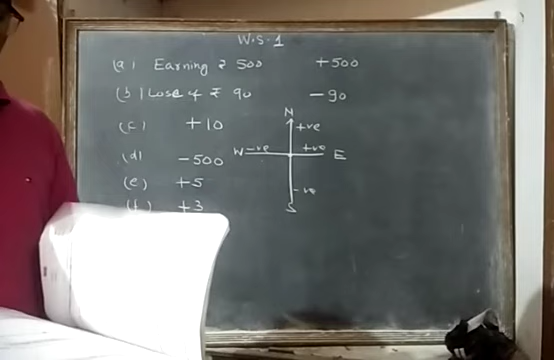 W.S.1
(a) Earning ₹ 500 +500
(b) Lose of ₹ 90 -90
(c) +10
(d) -500
(e) +5
(f) +3
N
+ve
W -ve +ve E
-ve
S